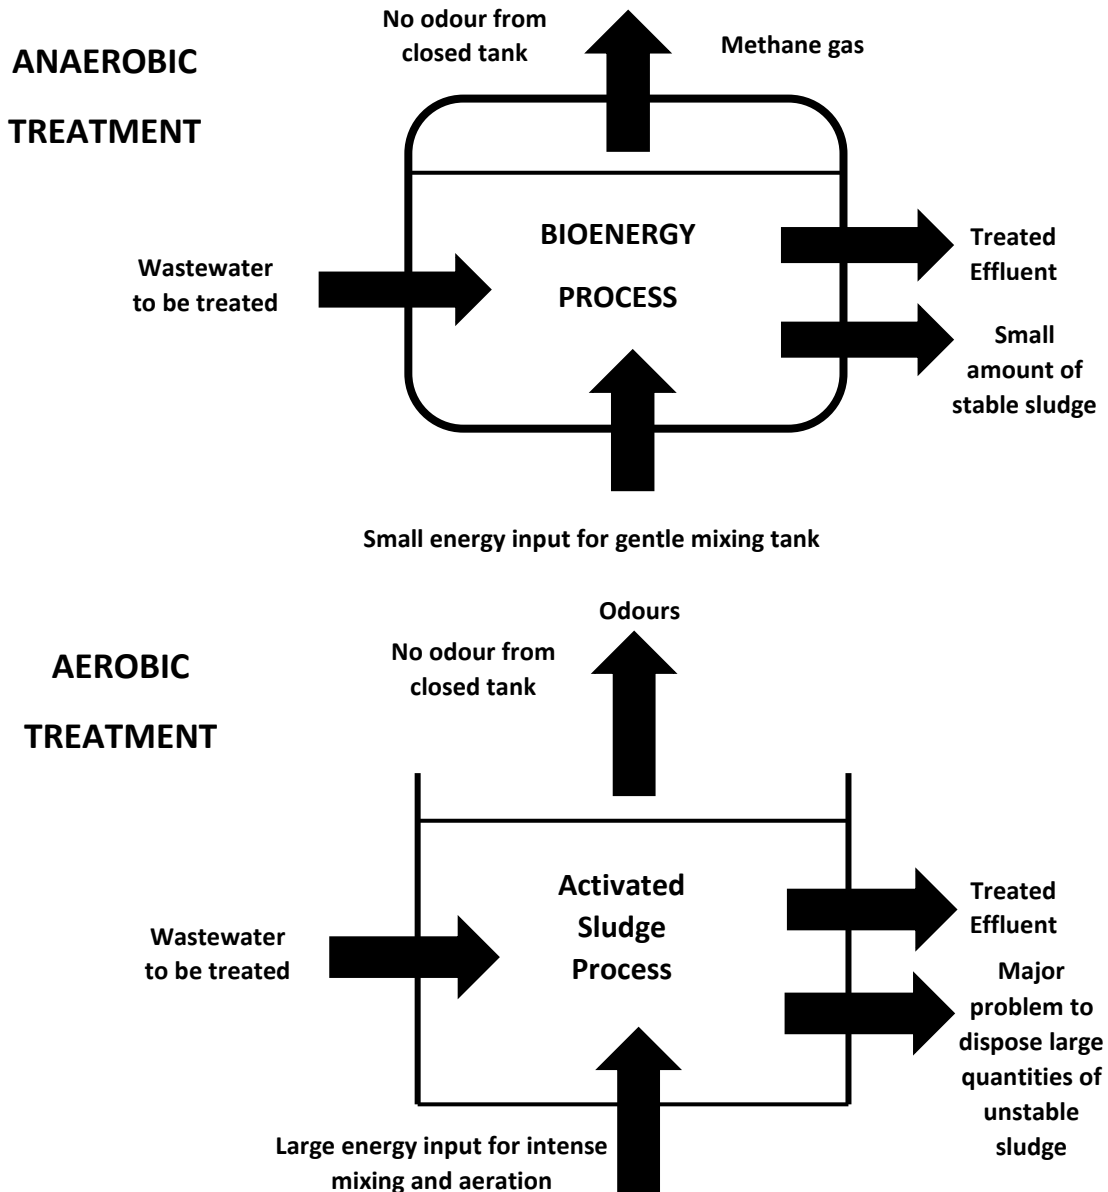 ANAEROBIC
TREATMENT
No odour from
closed tank
Methane gas
BIOENERGY
PROCESS
Wastewater
to be treated
Treated
Effluent
Small
amount of
stable sludge
Small energy input for gentle mixing tank
AEROBIC
TREATMENT
Odours
No odour from
closed tank
Activated
Sludge
Process
Wastewater
to be treated
Treated
Effluent
Major
problem to
dispose large
quantities of
unstable
sludge
Large energy input for intense
mixing and aeration